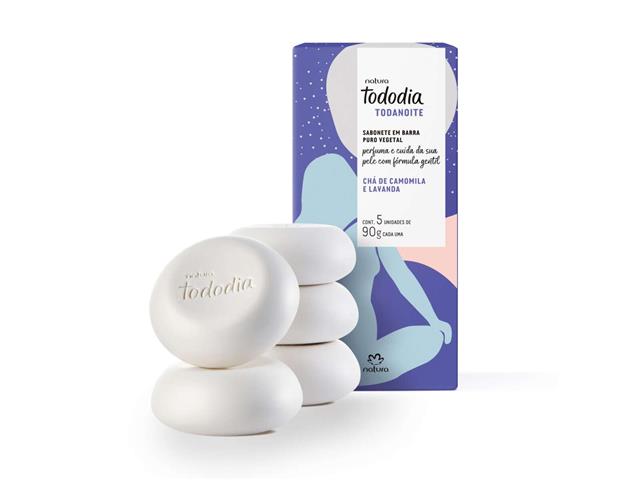 natura
tododia
TODANOITE
SABONETE EM BARRA
PURO VEGETAL
perfuma e cuida da sua
pele com fórmula gentil
CHÁ DE CAMOMILA
E LAVANDA
CONT. 5 UNIDADES DE
90g CADA UMA
natura
natura
tododia